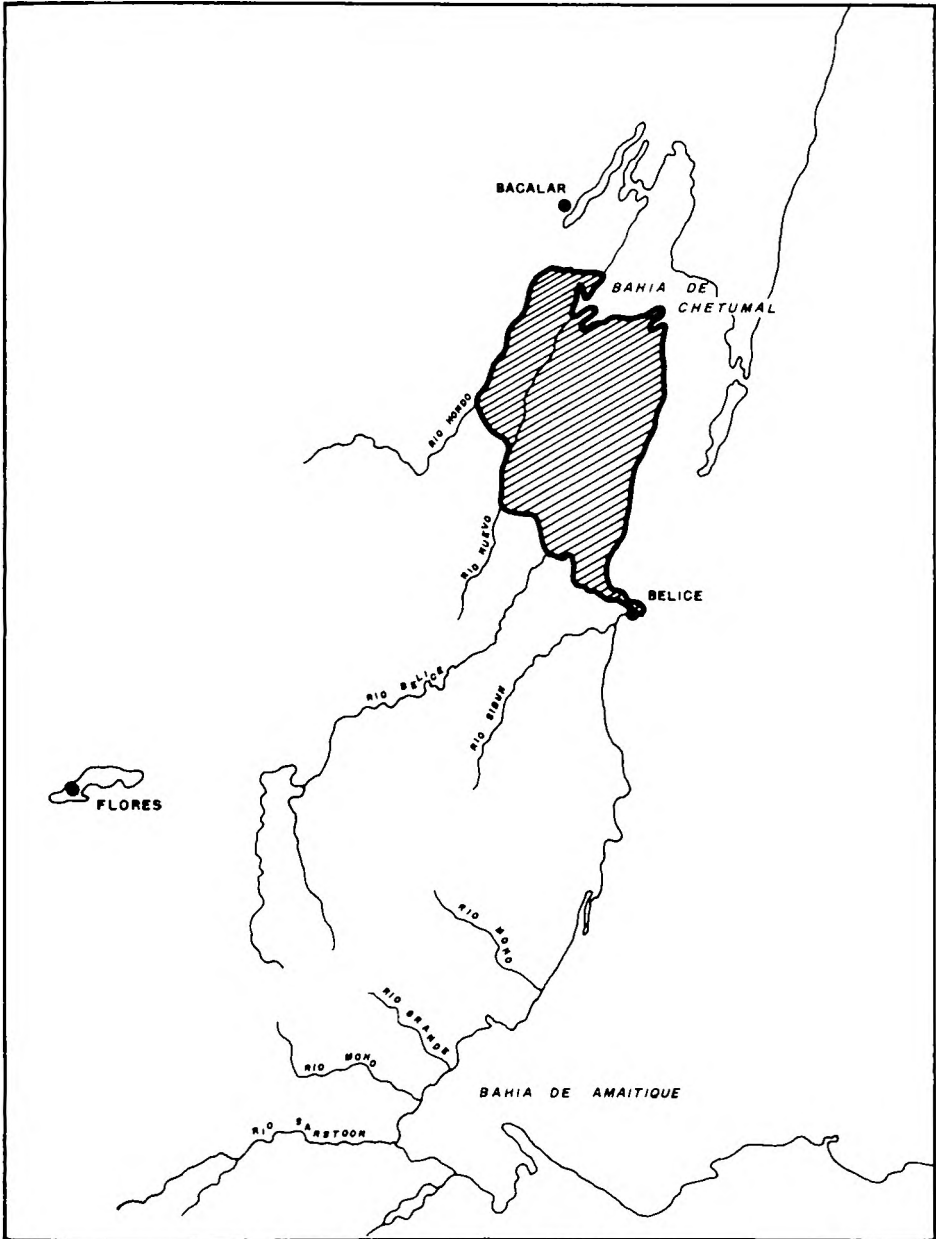 BACALAR
BAHIA DE
CHETUMAL
RIO HONDO
RIO NUEVO
BELICE
RIO BELICE
RIO SIBUN
FLORES
RIO MOHO
RIO GRANDE
RIO MOHO
BAHIA DE AMAITIQUE
RIO SARSTOON